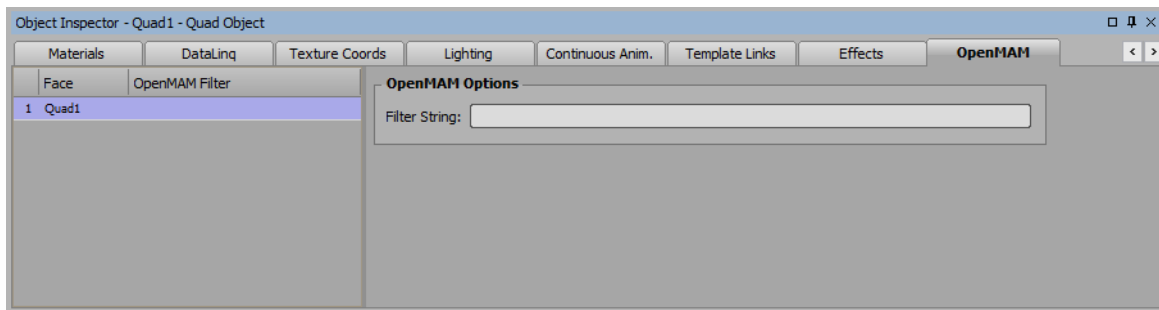 Object Inspector - Quad1 - Quad Object
Materials DataLinq Texture Coords Lighting Continuous Anim. Template Links Effects OpenMAM
Face OpenMAM Filter
1 Quad1
OpenMAM Options
Filter String: